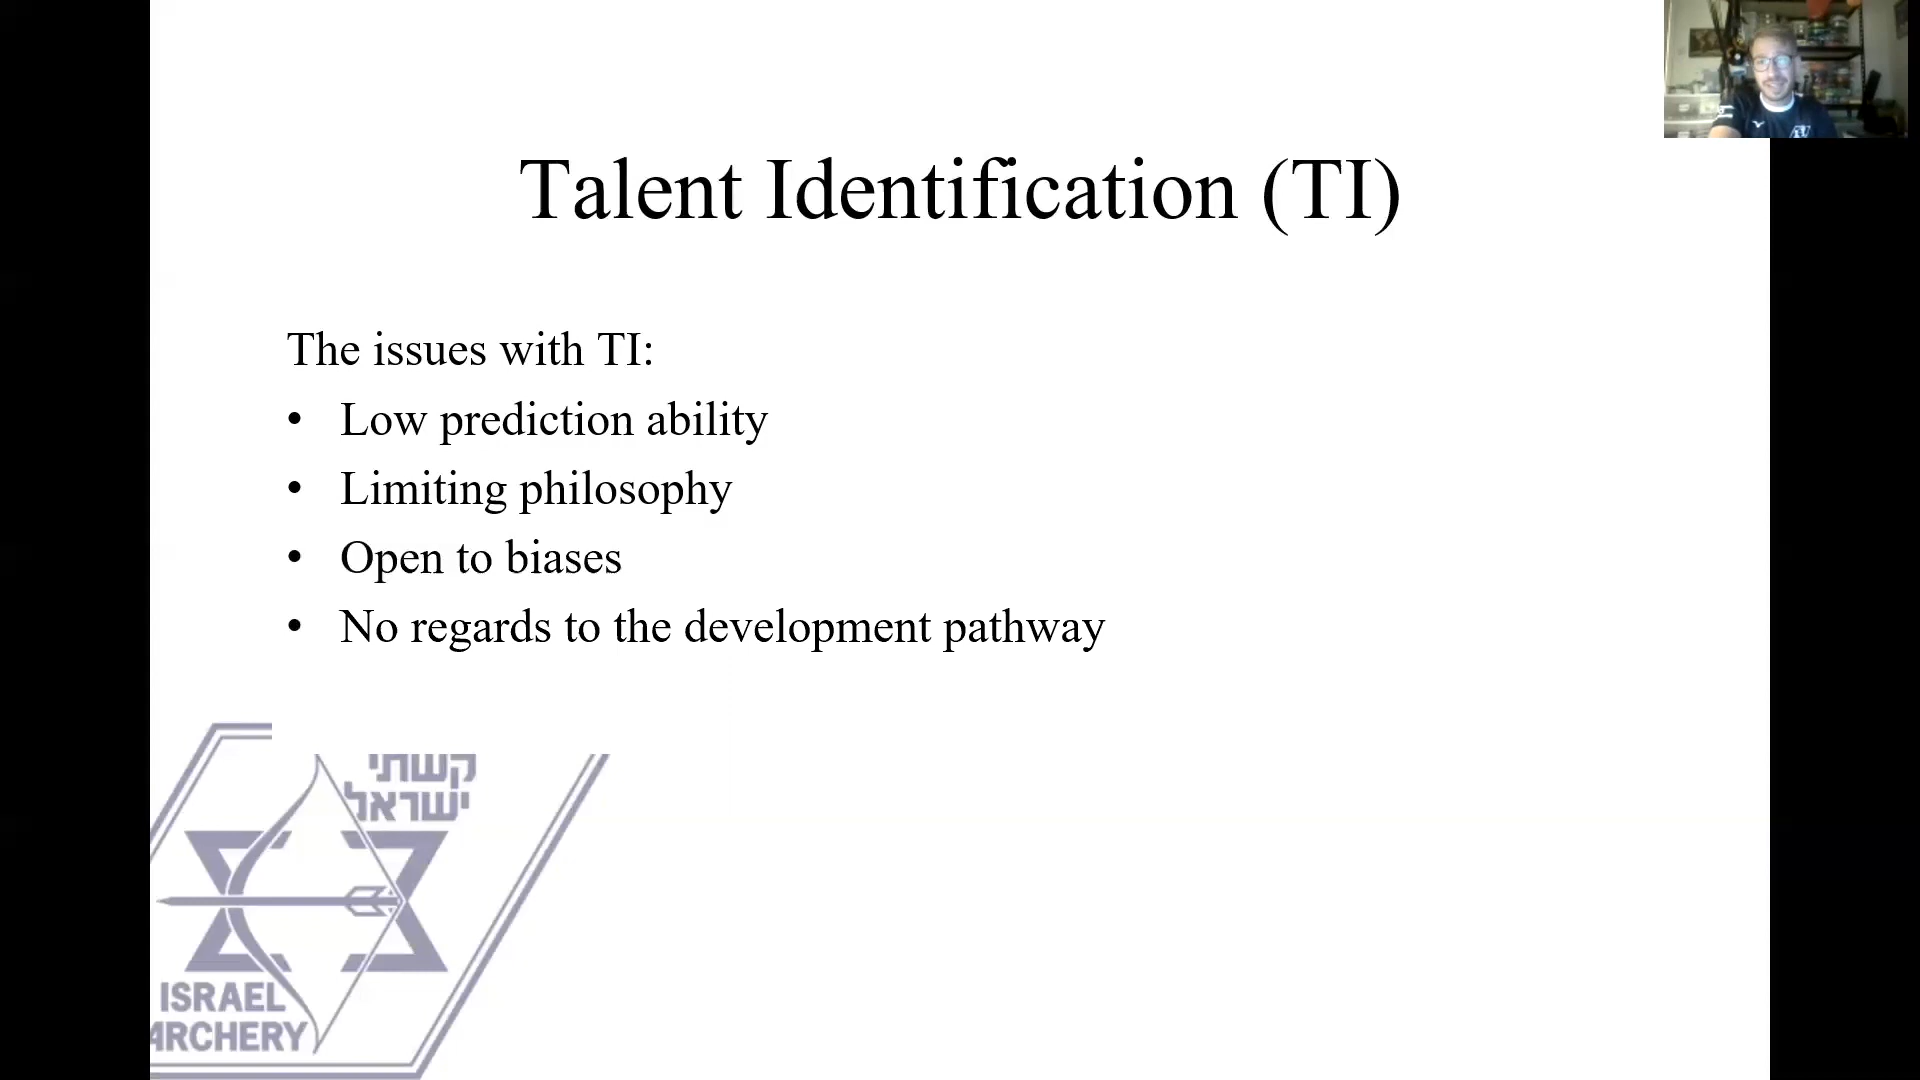 Talent Identification (TI)
The issues with TI:
• Low prediction ability
• Limiting philosophy
• Open to biases
• No regards to the development pathway
קשתי
ישראל
ISRAEL
ARCHERY